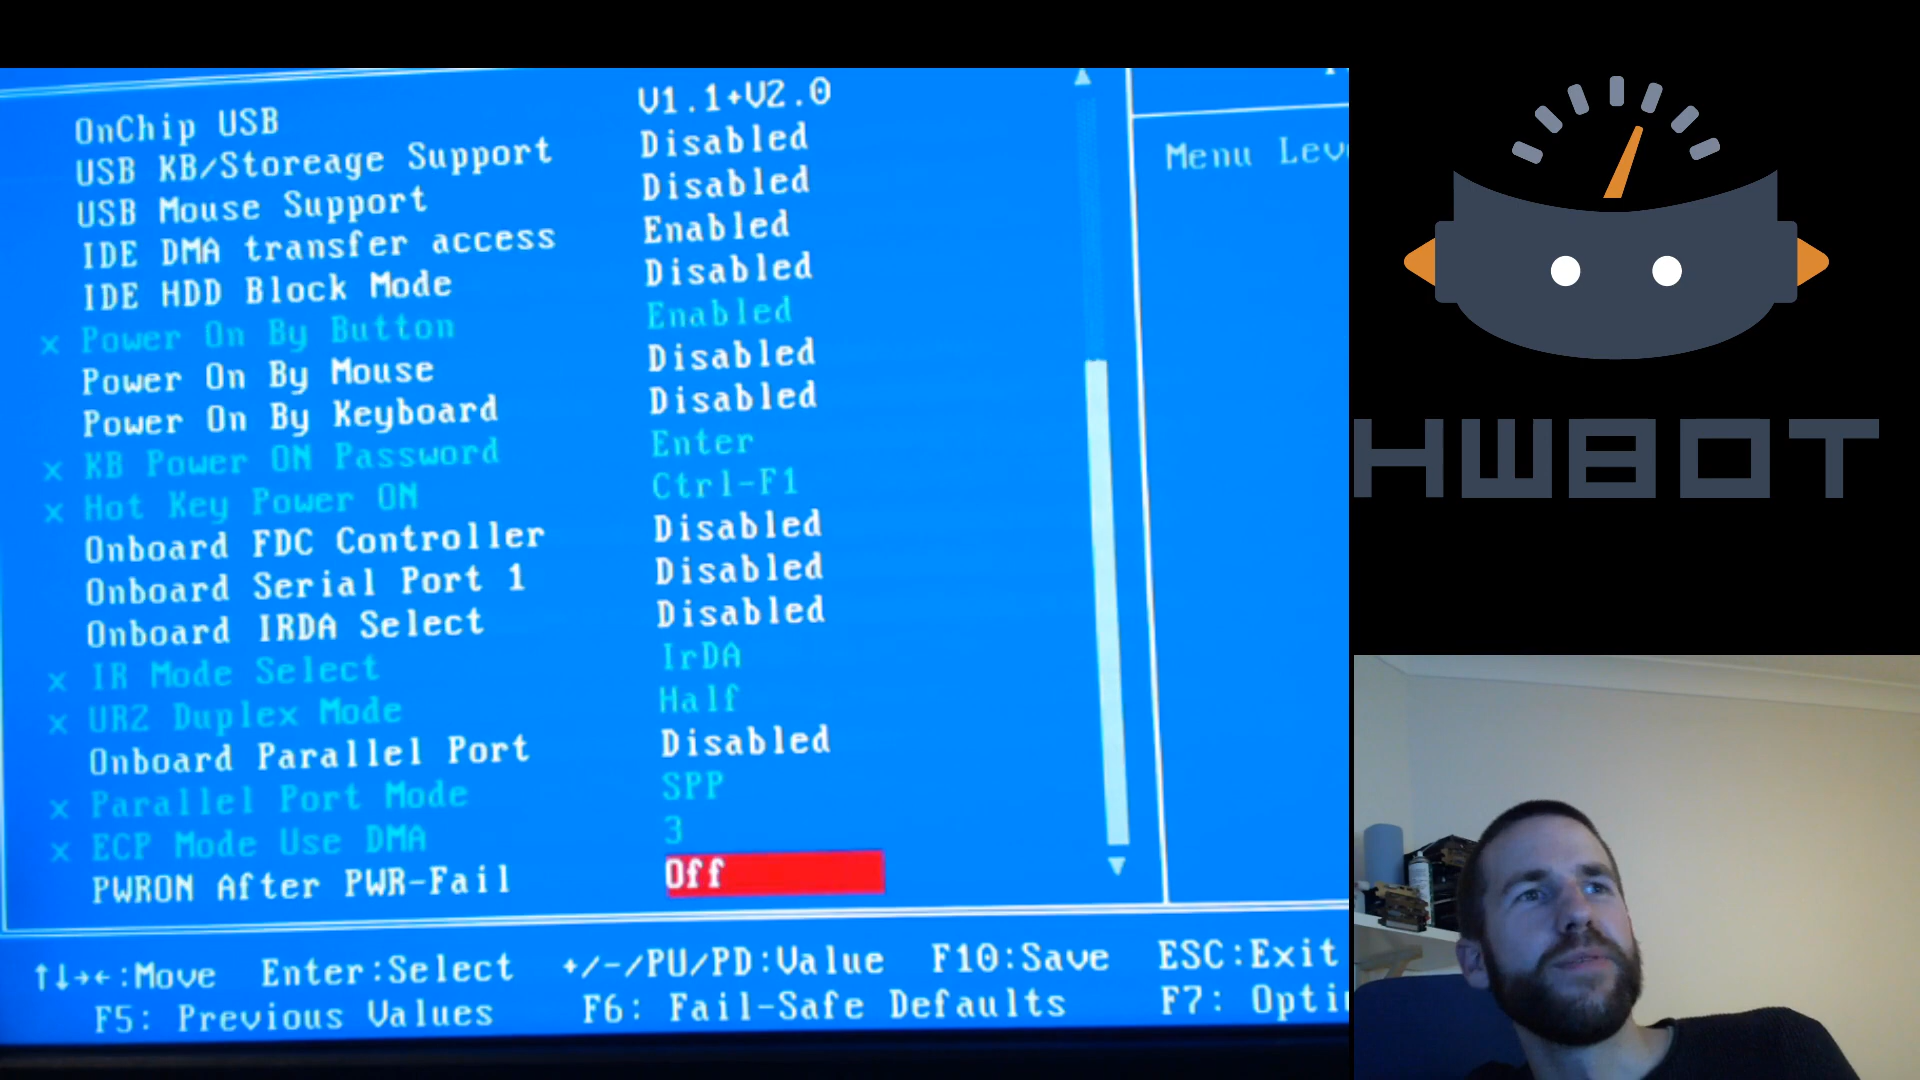 OnChip USB V1.1+V2.0
USB KB/Storeage Support Disabled
USB Mouse Support Disabled
IDE DMA transfer access Enabled
IDE HDD Block Mode Disabled
x Power On By Button Enabled
Power On By Mouse Disabled
Power On By Keyboard Disabled
x KB Power ON Password Enter
x Hot Key Power ON Ctrl-F1
Onboard FDC Controller Disabled
Onboard Serial Port 1 Disabled
Onboard IRDA Select Disabled
x IR Mode Select IrDA
x UR2 Duplex Mode Half
Onboard Parallel Port Disabled
x Parallel Port Mode SPP
x ECP Mode Use DMA 3
PWRON After PWR-Fail Off
Menu Lev
↑↓→←:Move Enter:Select +/-/PU/PD:Value F10:Save ESC:Exit
F5: Previous Values F6: Fail-Safe Defaults F7: Opti
HWBOT